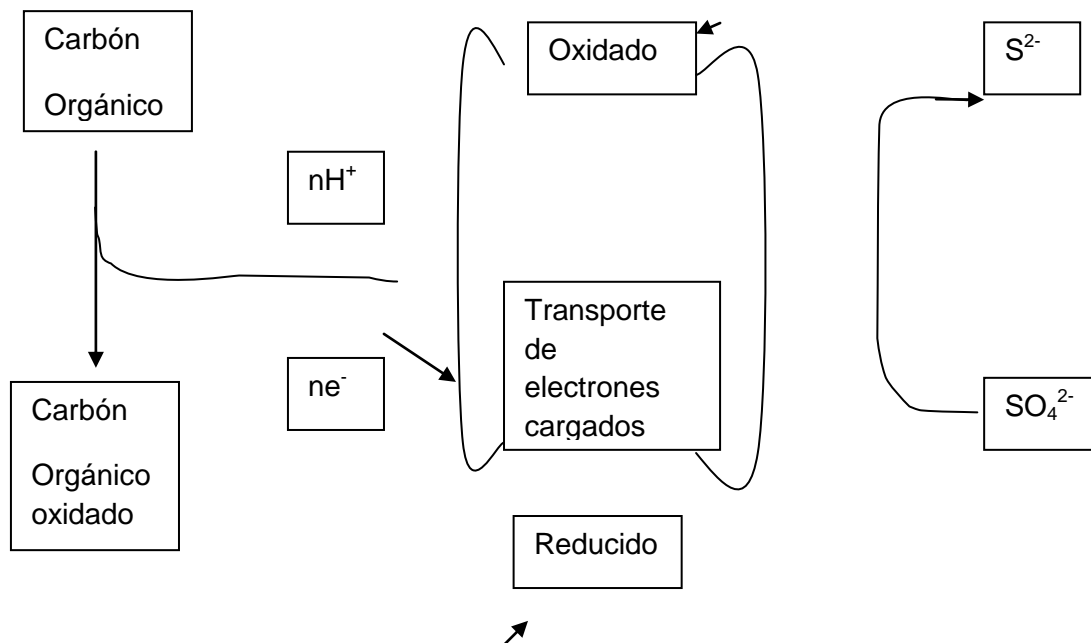 Carbón
Orgánico
Oxidado
S²⁻
nH⁺
Transporte
de
electrones
cargados
ne⁻
SO₄²⁻
Carbón
Orgánico
oxidado
Reducido